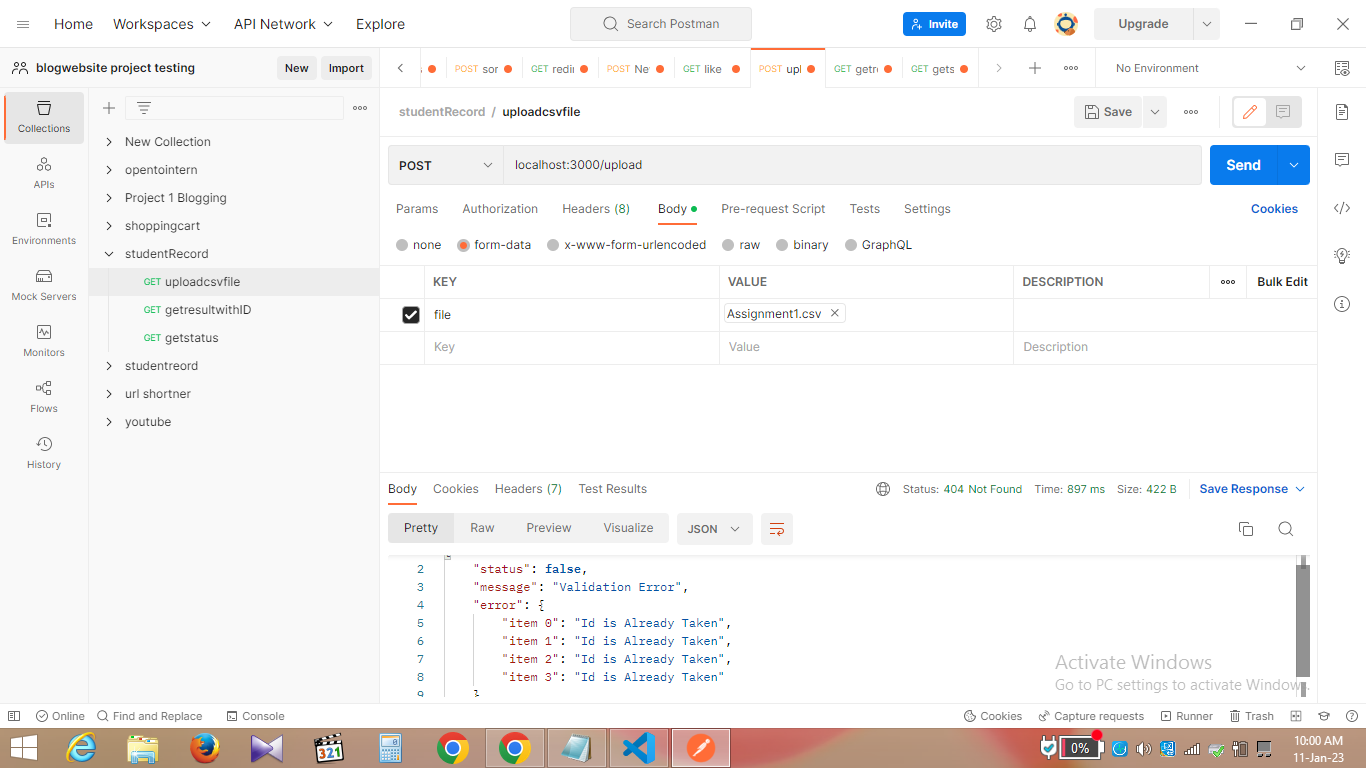 Home Workspaces API Network Explore Search Postman Invite Upgrade
blogwebsite project testing New Import
POST sor GET redir POST Ne GET like POST upl GET getre GET gets No Environment
studentRecord / uploadcsvfile Save
Collections
APIs
Environments
Mock Servers
Monitors
Flows
History
New Collection
opentointern
Project 1 Blogging
shoppingcart
studentRecord
GET uploadcsvfile
GET getresultwithID
GET getstatus
studentreord
url shortner
youtube
POST localhost:3000/upload Send
Params Authorization Headers (8) Body Pre-request Script Tests Settings Cookies
none form-data x-www-form-urlencoded raw binary GraphQL
KEY VALUE DESCRIPTION Bulk Edit
file Assignment1.csv
Key Value Description
Body Cookies Headers (7) Test Results Status: 404 Not Found Time: 897 ms Size: 422 B Save Response
Pretty Raw Preview Visualize JSON
2 "status": false,
3 "message": "Validation Error",
4 "error": {
5 "item 0": "Id is Already Taken",
6 "item 1": "Id is Already Taken",
7 "item 2": "Id is Already Taken",
8 "item 3": "Id is Already Taken"
9 }
Activate Windows
Go to PC settings to activate Windows.
Online Find and Replace Console Cookies Capture requests Runner Trash
321
0%
10:00 AM
11-Jan-23